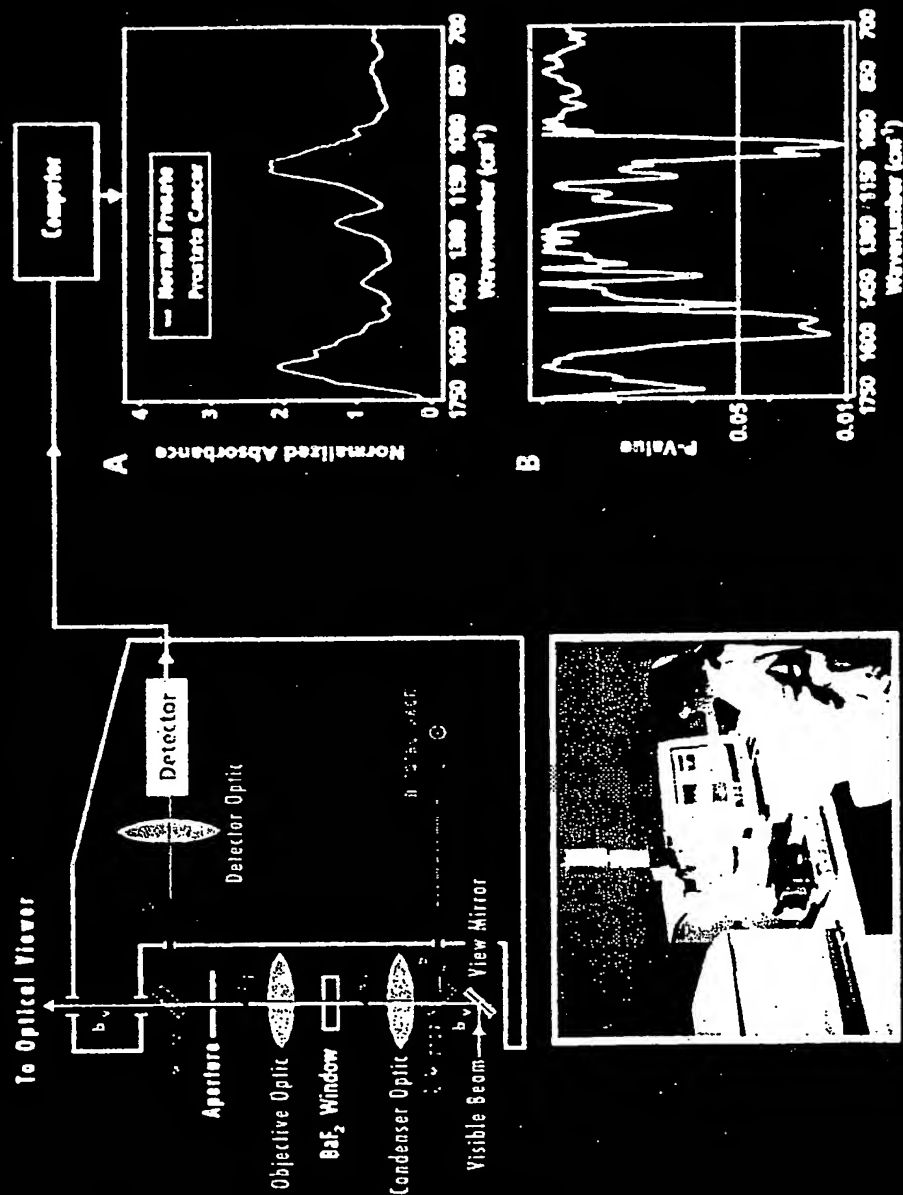 To Optical Viewer
b
v
Aperture
Objective Optic
BaF₂ Window
Condenser Optic
Visible Beam
b
v
View Mirror
Detector
Detector Optic
Computer
A
Normalized Absorbance
4
3
2
1
0
Normal Prostate
Prostate Cancer
1750 1600 1450 1300 1150 1000 850 700
Wavenumber (cm⁻¹)
B
P-Value
0.05
0.01
1750 1600 1450 1300 1150 1000 850 700
Wavenumber (cm⁻¹)